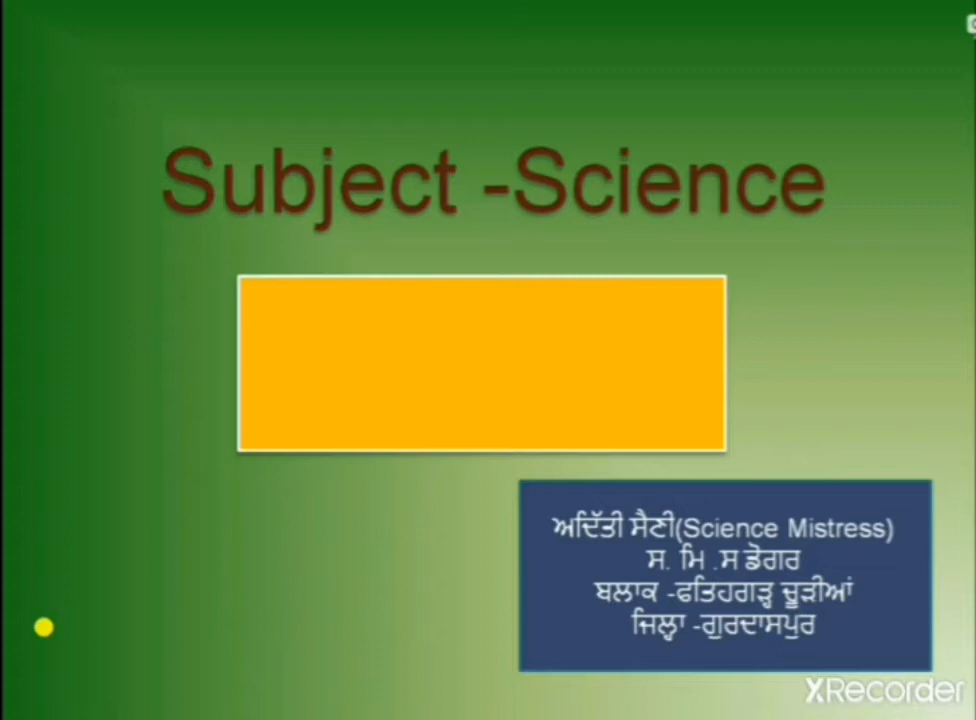 Subject -Science
ਅਦਿੱਤੀ ਸੈਣੀ(Science Mistress)
ਸ. ਮਿ .ਸ ਡੋਗਰ
ਬਲਾਕ -ਫਤਿਹਗੜ੍ਹ ਚੂੜੀਆਂ
ਜਿਲ੍ਹਾ -ਗੁਰਦਾਸਪੁਰ
XRecorder